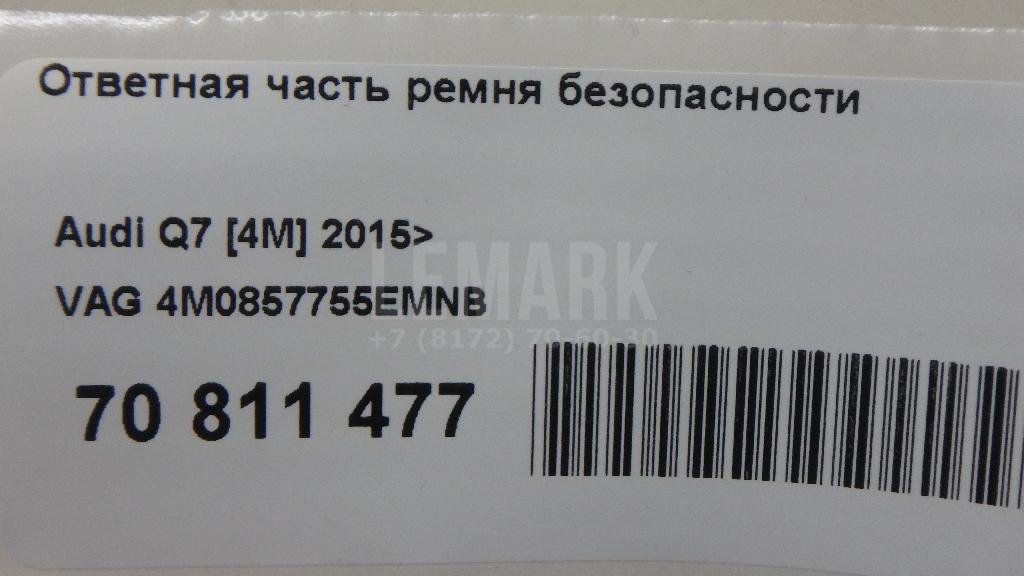 Ответная часть ремня безопасности
Audi Q7 [4M] 2015>
LEMARK
VAG 4M0857755EMNB
+7 (8172) 70-60-30
70 811 477